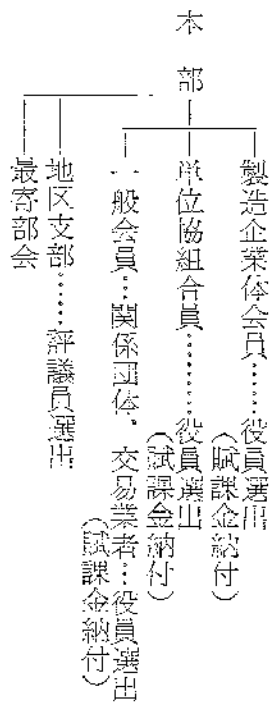 本部
製造企業体会員……役員選出
(賦課金納付)
単位協組合員………役員選出
(賦課金納付)
一般会員…関係団体、交易業者…役員選出
(賦課金納付)
地区支部……評議員選出
最寄部会